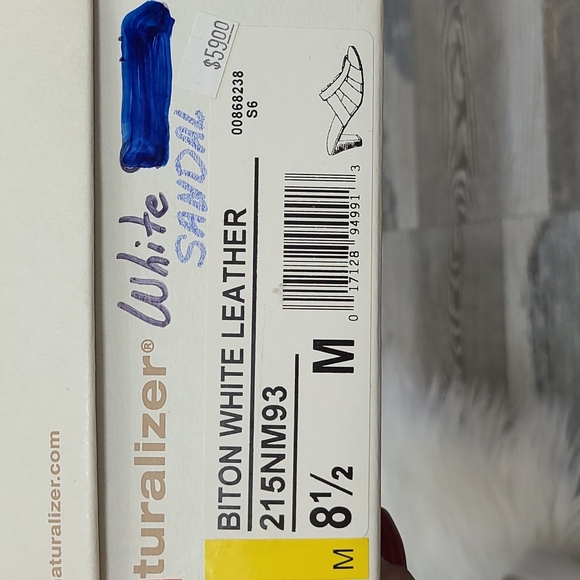 $59.00
White
SANDAL
turalizer®
aturalizer.com
00868238
S6
BITON WHITE LEATHER
215NM93
8½ M
M
0 17128 94991 3